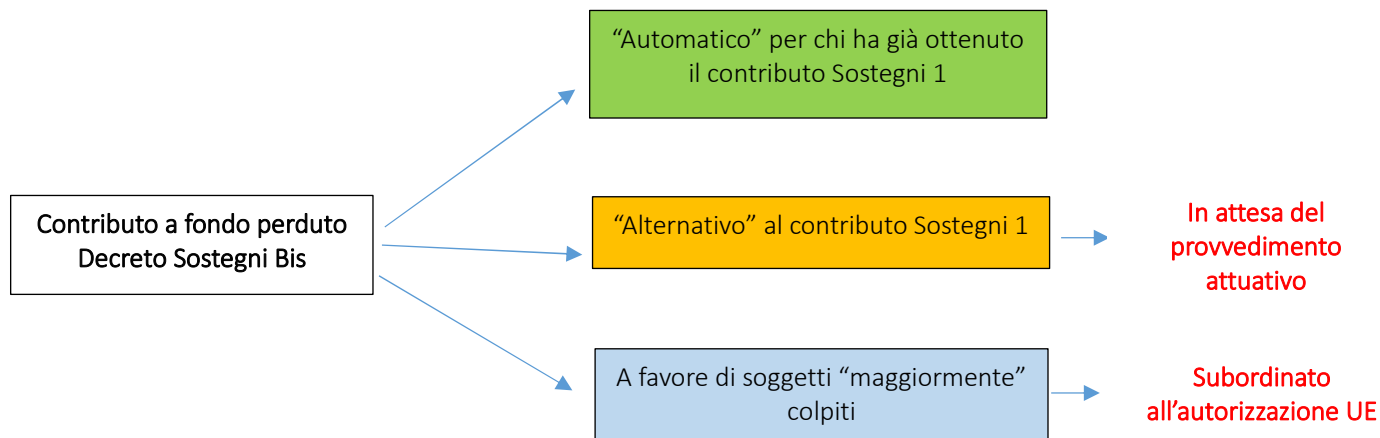 “Automatico” per chi ha già ottenuto
il contributo Sostegni 1
Contributo a fondo perduto
Decreto Sostegni Bis
“Alternativo” al contributo Sostegni 1
In attesa del
provvedimento
attuativo
A favore di soggetti “maggiormente”
colpiti
Subordinato
all’autorizzazione UE